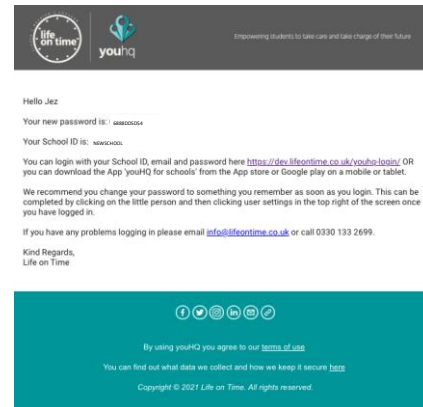 life
on time
youhq
Empowering students to take care and take charge of their future
Hello Jez
Your new password is:
Your School ID is: NEWSCHOOL
You can login with your School ID, email and password here https://dev.lifeontime.co.uk/youhq-login/ OR
you can download the App 'youHQ for schools' from the App store or Google play on a mobile or tablet.
We recommend you change your password to something you remember as soon as you login. This can be
completed by clicking on the little person and then clicking user settings in the top right of the screen once
you have logged in.
If you have any problems logging in please email info@lifeontime.co.uk or call 0330 133 2699.
Kind Regards,
Life on Time
By using youHQ you agree to our terms of use
You can find out what data we collect and how we keep it secure here
Copyright © 2021 Life on Time. All rights reserved.